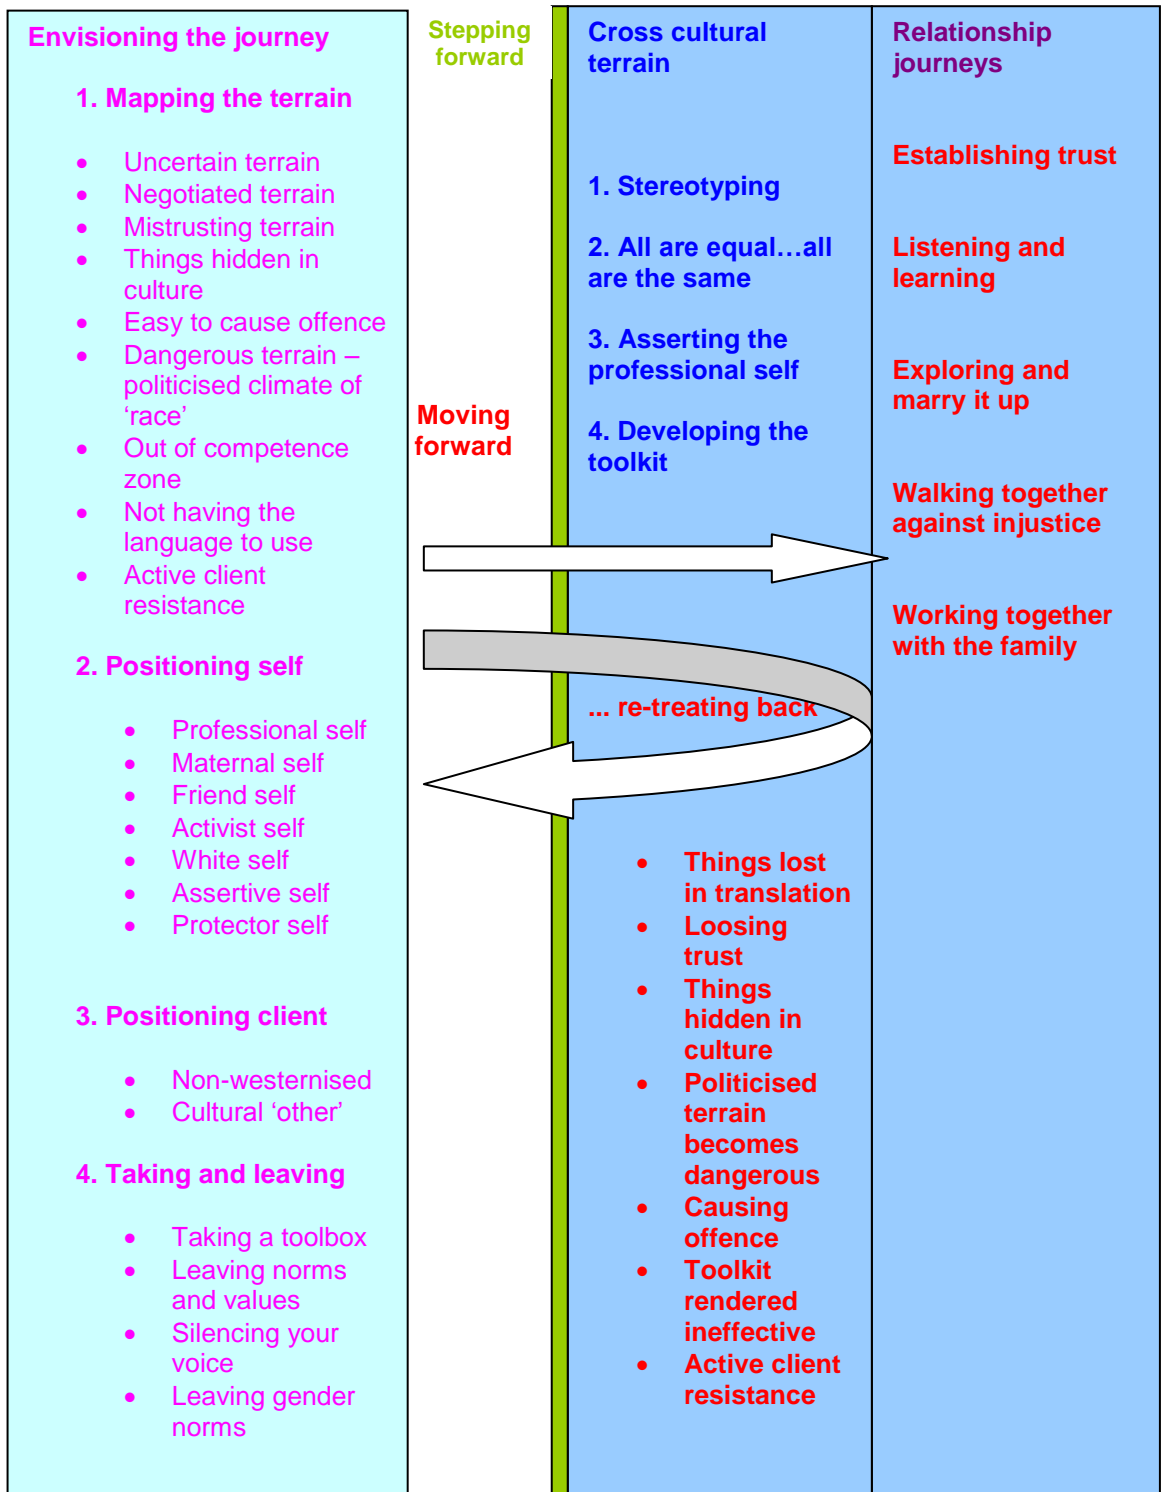 Envisioning the journey
1. Mapping the terrain
• Uncertain terrain
• Negotiated terrain
• Mistrusting terrain
• Things hidden in
culture
• Easy to cause offence
• Dangerous terrain –
politicised climate of
‘race’
• Out of competence
zone
• Not having the
language to use
• Active client
resistance
2. Positioning self
• Professional self
• Maternal self
• Friend self
• Activist self
• White self
• Assertive self
• Protector self
3. Positioning client
• Non-westernised
• Cultural ‘other’
4. Taking and leaving
• Taking a toolbox
• Leaving norms
and values
• Silencing your
voice
• Leaving gender
norms
Stepping
forward
Moving
forward
Cross cultural
terrain
1. Stereotyping
2. All are equal…all
are the same
3. Asserting the
professional self
4. Developing the
toolkit
... re-treating back
• Things lost
in translation
• Loosing
trust
• Things
hidden in
culture
• Politicised
terrain
becomes
dangerous
• Causing
offence
• Toolkit
rendered
ineffective
• Active client
resistance
Relationship
journeys
Establishing trust
Listening and
learning
Exploring and
marry it up
Walking together
against injustice
Working together
with the family